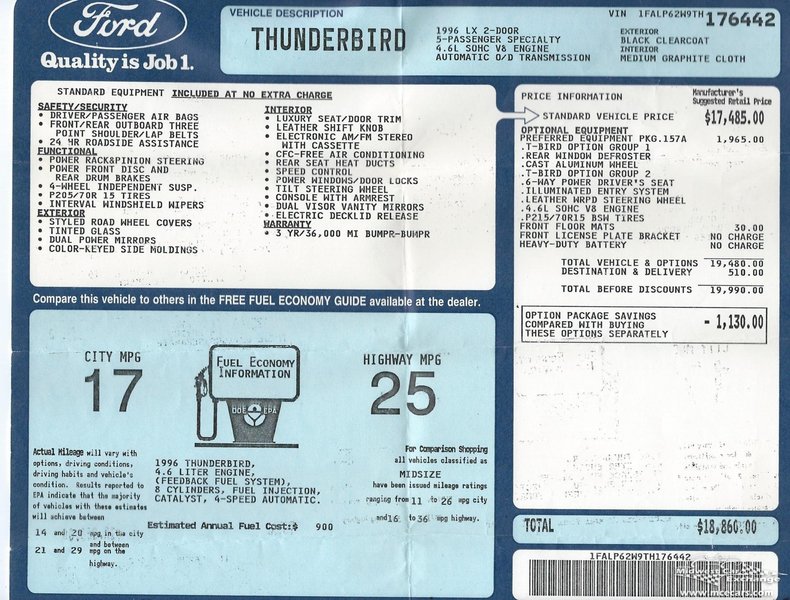 Ford
Quality is Job 1.
VEHICLE DESCRIPTION
THUNDERBIRD
1996 LX 2-DOOR
5-PASSENGER SPECIALTY
4.6L SOHC V8 ENGINE
AUTOMATIC O/D TRANSMISSION
VIN 1FALP62W9TH176442
EXTERIOR
BLACK CLEARCOAT
INTERIOR
MEDIUM GRAPHITE CLOTH
STANDARD EQUIPMENT INCLUDED AT NO EXTRA CHARGE
SAFETY/SECURITY
• DRIVER/PASSENGER AIR BAGS
• FRONT/REAR OUTBOARD THREE
POINT SHOULDER/LAP BELTS
• 24 HR ROADSIDE ASSISTANCE
FUNCTIONAL
• POWER RACK&PINION STEERING
• POWER FRONT DISC AND
REAR DRUM BRAKES
• 4-WHEEL INDEPENDENT SUSP.
• P205/70R 15 TIRES
• INTERVAL WINDSHIELD WIPERS
EXTERIOR
• STYLED ROAD WHEEL COVERS
• TINTED GLASS
• DUAL POWER MIRRORS
• COLOR-KEYED SIDE MOLDINGS
INTERIOR
• LUXURY SEAT/DOOR TRIM
• LEATHER SHIFT KNOB
• ELECTRONIC AM/FM STEREO
WITH CASSETTE
• CFC-FREE AIR CONDITIONING
• REAR SEAT HEAT DUCTS
• SPEED CONTROL
• POWER WINDOWS/DOOR LOCKS
• TILT STEERING WHEEL
• CONSOLE WITH ARMREST
• DUAL VISOR VANITY MIRRORS
• ELECTRIC DECKLID RELEASE
WARRANTY
• 3 YR/36,000 MI BUMPR-BUMPR
PRICE INFORMATION
Manufacturer's
Suggested Retail Price
STANDARD VEHICLE PRICE $17,485.00
OPTIONAL EQUIPMENT
PREFERRED EQUIPMENT PKG.157A 1,965.00
.T-BIRD OPTION GROUP 1
.REAR WINDOW DEFROSTER
.CAST ALUMINUM WHEEL
.T-BIRD OPTION GROUP 2
.6-WAY POWER DRIVER'S SEAT
.ILLUMINATED ENTRY SYSTEM
.LEATHER WRPD STEERING WHEEL
.4.6L SOHC V8 ENGINE
.P215/70R15 BSW TIRES
FRONT FLOOR MATS 30.00
FRONT LICENSE PLATE BRACKET NO CHARGE
HEAVY-DUTY BATTERY NO CHARGE
TOTAL VEHICLE & OPTIONS 19,480.00
DESTINATION & DELIVERY 510.00
TOTAL BEFORE DISCOUNTS 19,990.00
OPTION PACKAGE SAVINGS
COMPARED WITH BUYING
THESE OPTIONS SEPARATELY - 1,130.00
Compare this vehicle to others in the FREE FUEL ECONOMY GUIDE available at the dealer.
CITY MPG
17
FUEL ECONOMY
INFORMATION
DOE EPA
HIGHWAY MPG
25
Actual Mileage will vary with
options, driving conditions,
driving habits and vehicle's
condition. Results reported to
EPA indicate that the majority
of vehicles with these estimates
will achieve between
14 and 20 mpg in the city
and between
21 and 29 mpg on the
highway.
1996 THUNDERBIRD,
4.6 LITER ENGINE,
(FEEDBACK FUEL SYSTEM),
8 CYLINDERS, FUEL INJECTION,
CATALYST, 4-SPEED AUTOMATIC.
Estimated Annual Fuel Cost:$ 900
For Comparison Shopping
all vehicles classified as
MIDSIZE
have been issued mileage ratings
ranging from 11 to 26 mpg city
and 16 to 36 mpg highway.
TOTAL $18,860.00
1FALP62W9TH176442
Midwest Car Exchange
www.mcecars.com